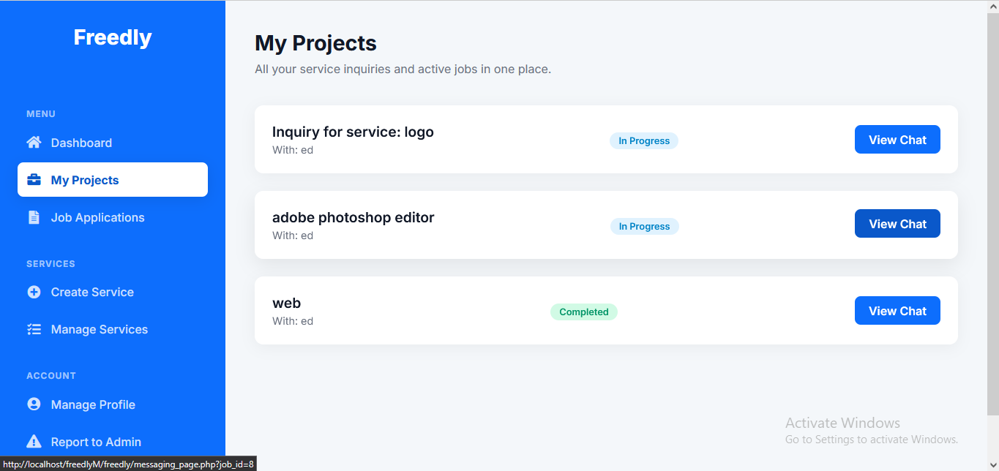 Freedly
MENU
Dashboard
My Projects
Job Applications
SERVICES
Create Service
Manage Services
ACCOUNT
Manage Profile
Report to Admin
http://localhost/freedlyM/freedly/messaging_page.php?job_id=8
My Projects
All your service inquiries and active jobs in one place.
Inquiry for service: logo
With: ed
In Progress
View Chat
adobe photoshop editor
With: ed
In Progress
View Chat
web
With: ed
Completed
View Chat
Activate Windows
Go to Settings to activate Windows.